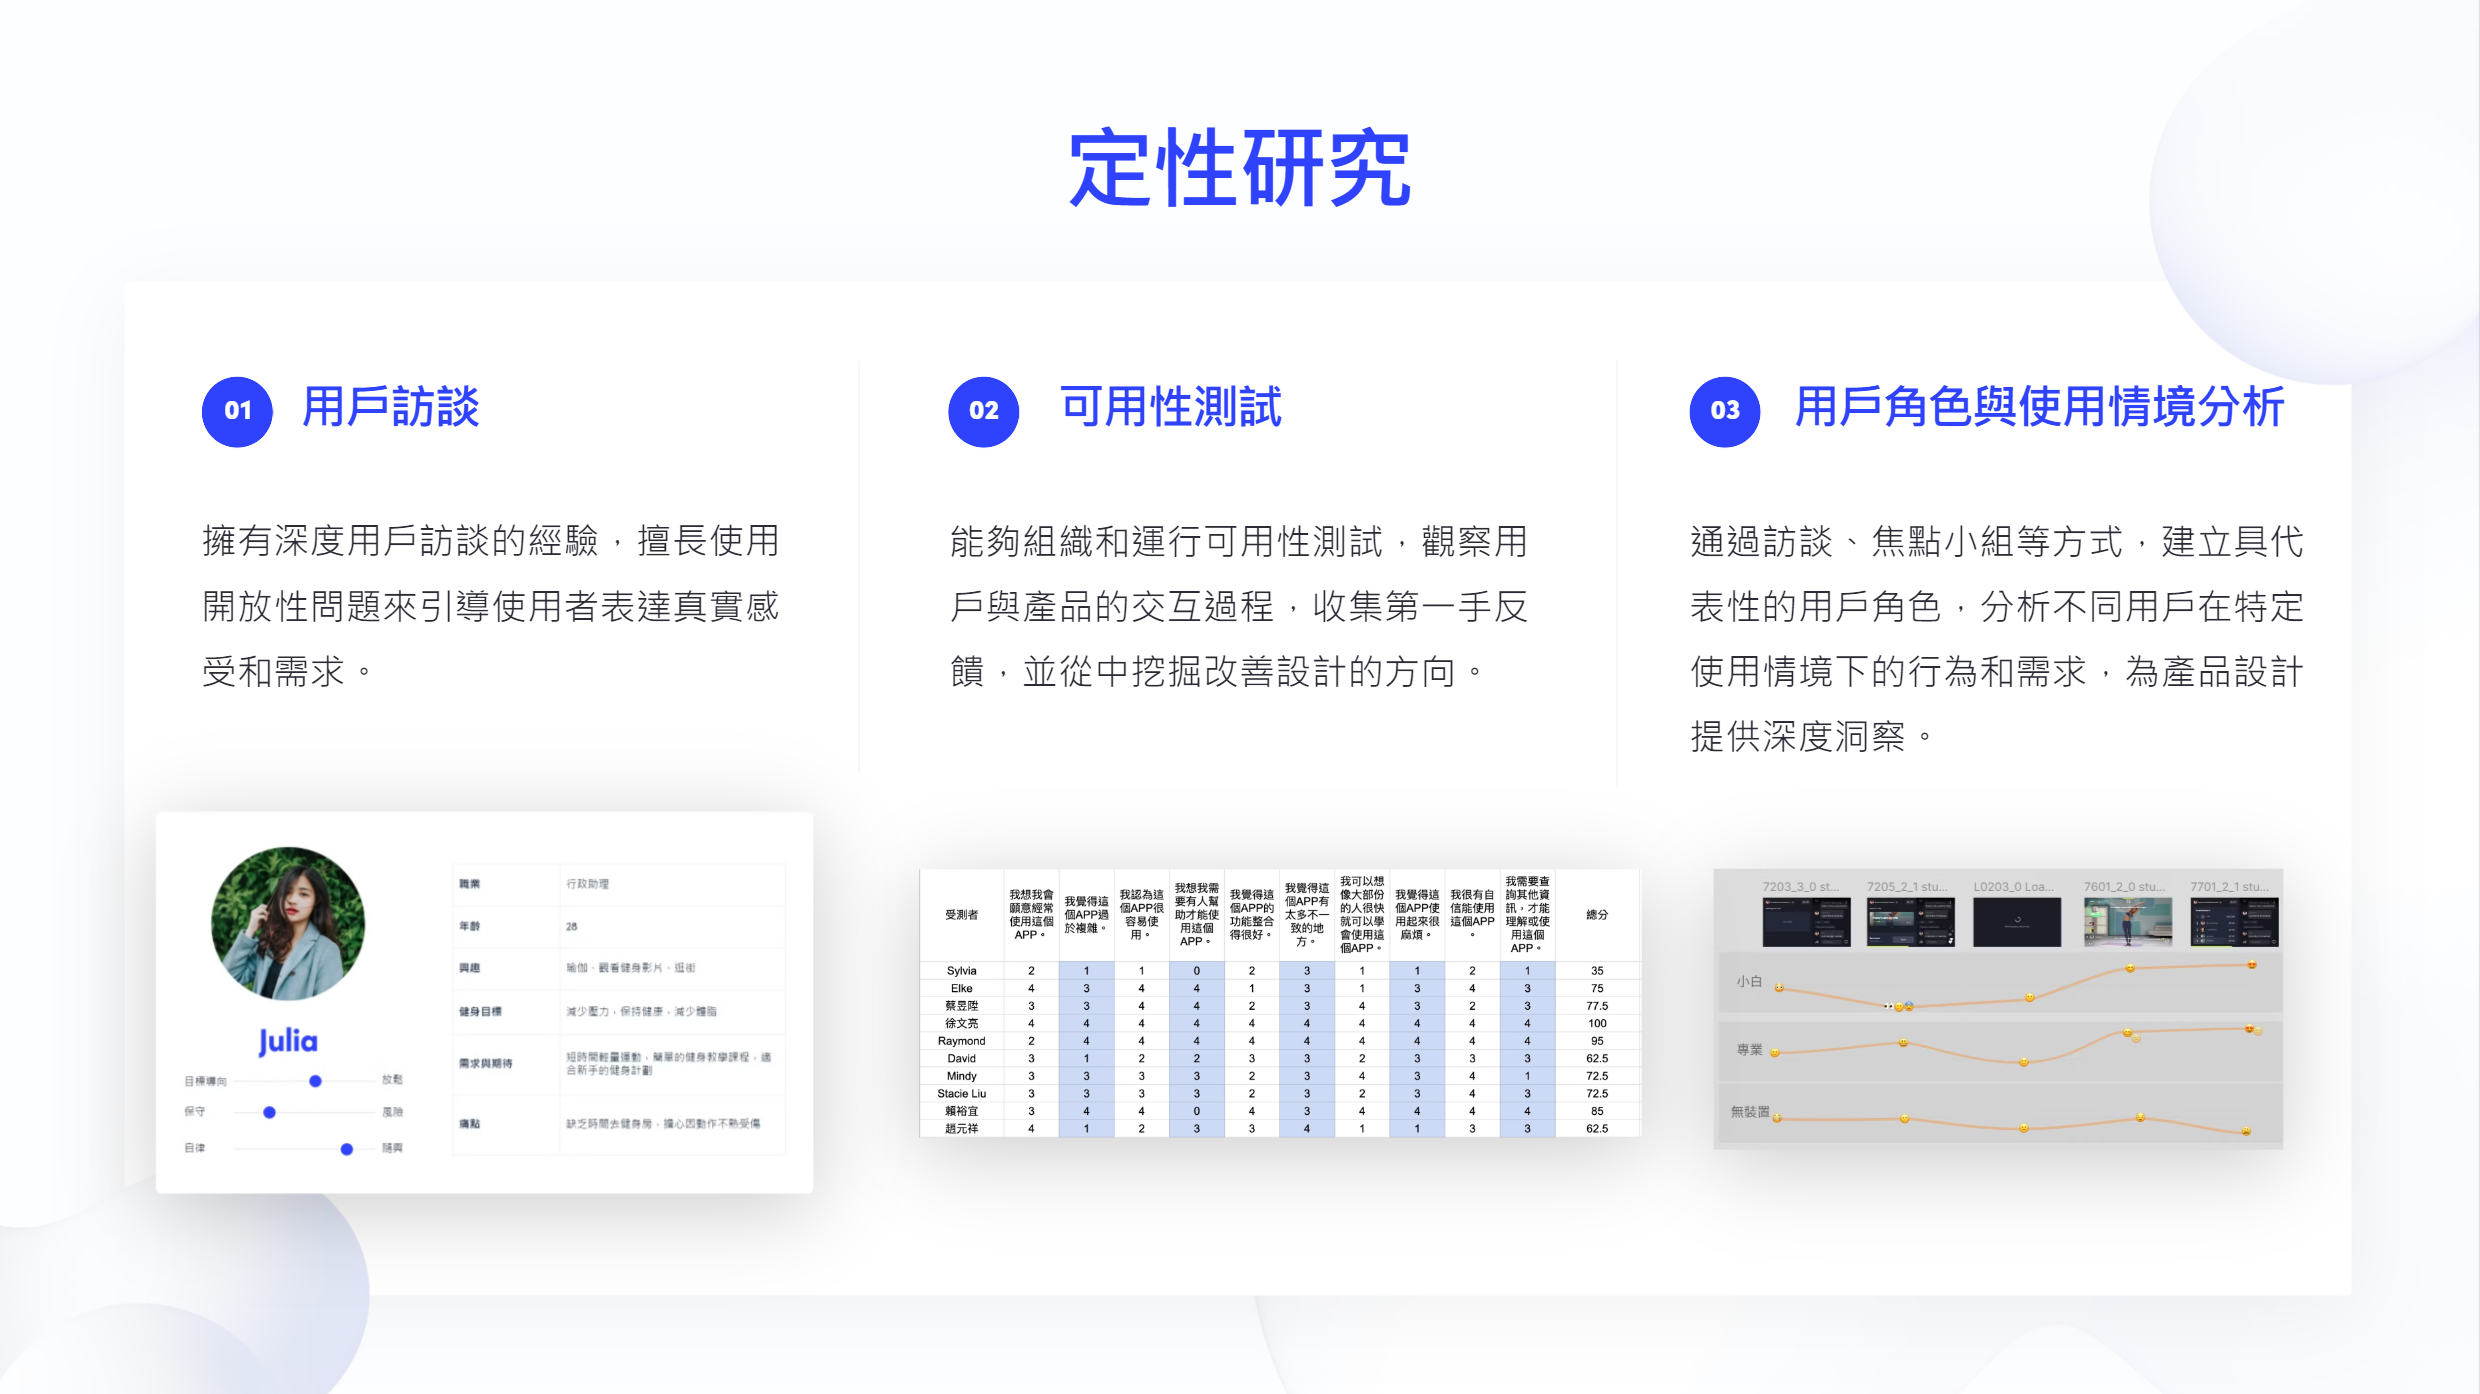 定性研究
01 用戶訪談
擁有深度用戶訪談的經驗，擅長使用
開放性問題來引導使用者表達真實感
受和需求。
02 可用性測試
能夠組織和運行可用性測試，觀察用
戶與產品的交互過程，收集第一手反
饋，並從中挖掘改善設計的方向。
03 用戶角色與使用情境分析
通過訪談、焦點小組等方式，建立具代
表性的用戶角色，分析不同用戶在特定
使用情境下的行為和需求，為產品設計
提供深度洞察。
Julia
目標導向 放鬆
保守 風險
自律 隨興
職業 行政助理
年齡 28
興趣 瑜伽、觀看健身影片、逛街
健身目標 減少壓力，保持健康，減少體脂
需求與期待 短時間輕量運動，簡單的健身教學課程，適
合新手的健身計劃
痛點 缺乏時間去健身房，擔心因動作不熟受傷
受測者
我想我會
願意經常
使用這個
APP。
我覺得這
個APP過
於複雜。
我認為這
個APP很
容易使
用。
我想我需
要有人幫
助才能使
用這個
APP。
我覺得這
個APP的
功能整合
得很好。
我覺得這
個APP有
太多不一
致的地
方。
我可以想
像大部份
的人很快
就可以學
會使用這
個APP。
我覺得這
個APP使
用起來很
麻煩。
我很有自
信能使用
這個APP
。
我需要查
詢其他資
訊，才能
理解或使
用這個
APP。
總分
Sylvia 2 1 1 0 2 3 1 1 2 1 35
Elke 4 3 4 4 1 3 1 3 4 3 75
蔡昱陞 3 3 4 4 2 3 4 3 2 3 77.5
徐文亮 4 4 4 4 4 4 4 4 4 4 100
Raymond 2 4 4 4 4 4 4 4 4 4 95
David 3 1 2 2 3 3 2 3 3 3 62.5
Mindy 3 3 3 3 2 3 4 3 4 1 72.5
Stacie Liu 3 3 3 3 2 3 2 3 4 3 72.5
賴裕宜 3 4 4 0 4 3 4 4 4 4 85
趙元祥 4 1 2 3 3 4 1 1 3 3 62.5
7203_3_0 st... 7205_2_1 stu... L0203_0 Loa... 7601_2_0 stu... 7701_2_1 stu...
小白
專業
無裝置